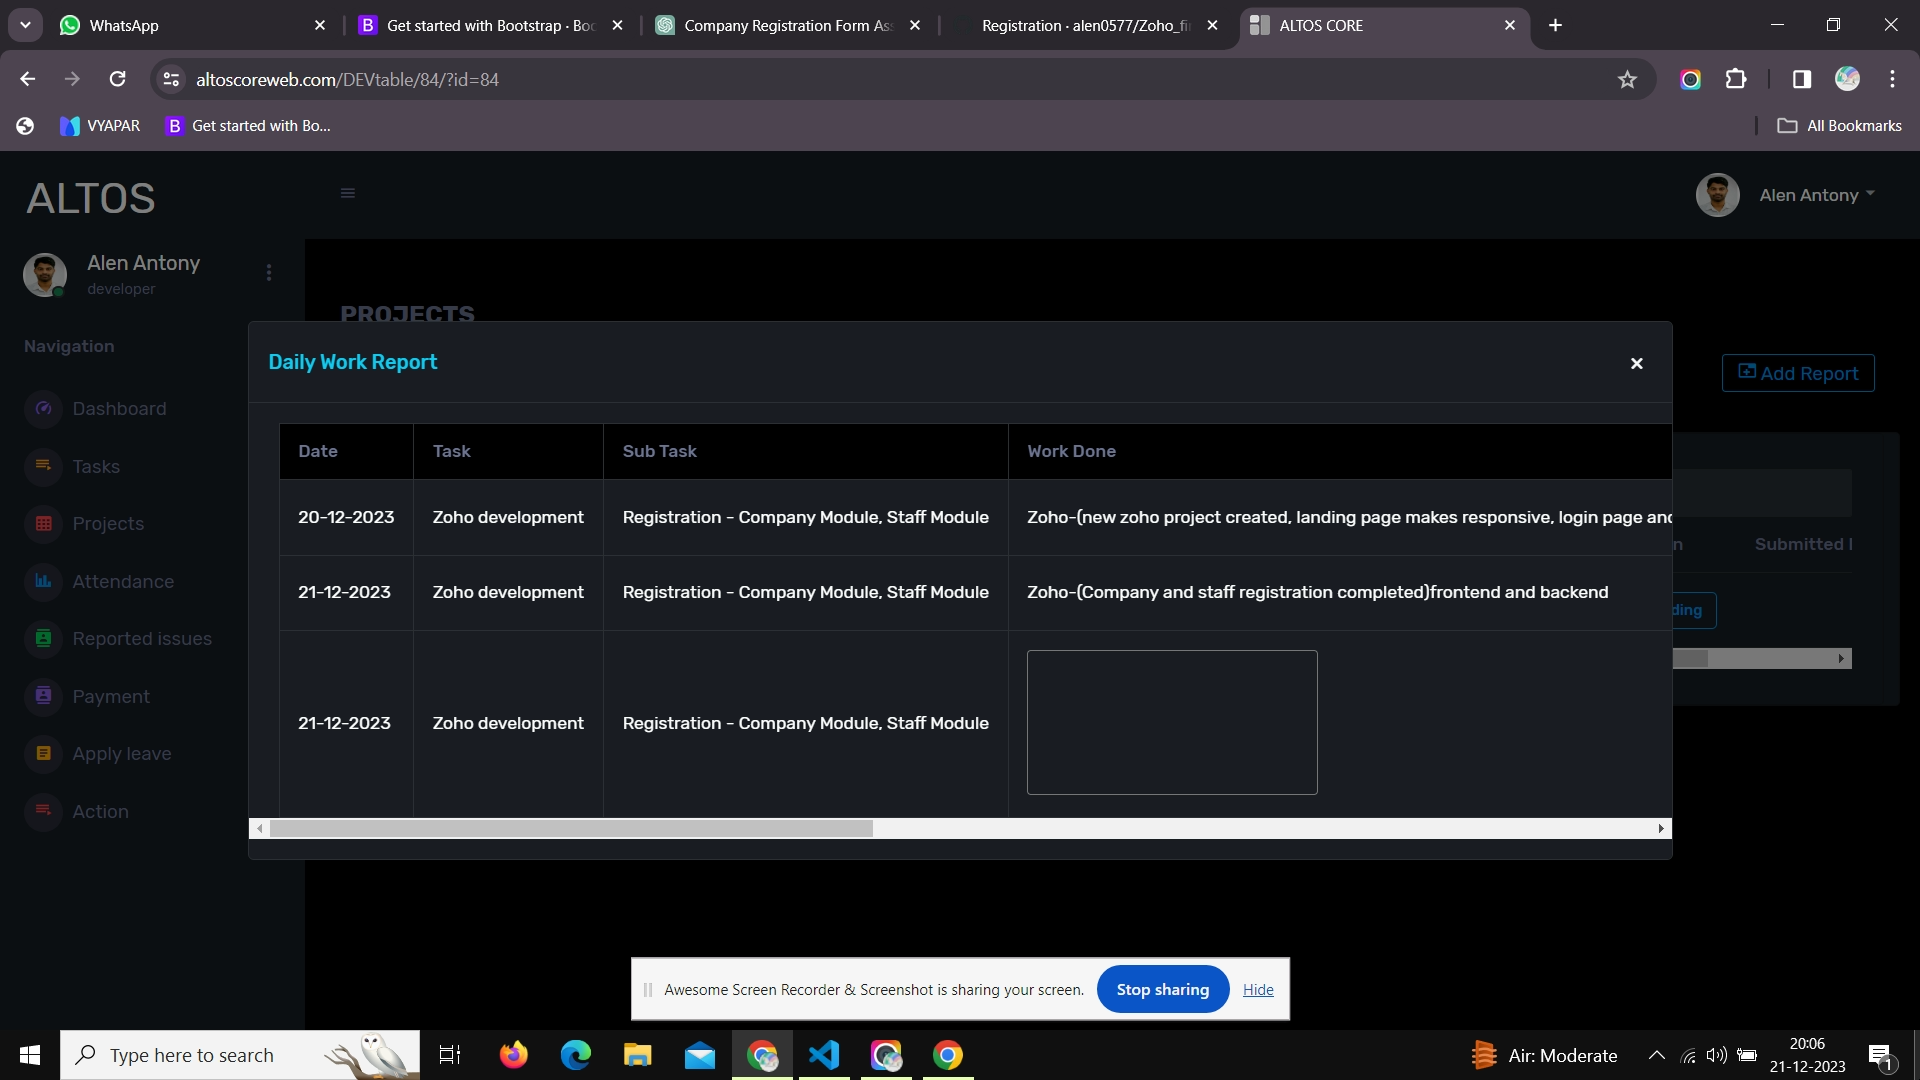 WhatsApp
Get started with Bootstrap · Boo
Company Registration Form Ass
Registration · alen0577/Zoho_fi
ALTOS CORE
altoscoreweb.com/DEVtable/84/?id=84
VYAPAR
Get started with Bo...
All Bookmarks
ALTOS
Alen Antony
Alen Antony
developer
Navigation
Dashboard
Tasks
Projects
Attendance
Reported issues
Payment
Apply leave
Action
PROJECTS
Add Report
Submitted
ding
Daily Work Report
Date Task Sub Task Work Done
20-12-2023 Zoho development Registration - Company Module, Staff Module Zoho-(new zoho project created, landing page makes responsive, login page and
21-12-2023 Zoho development Registration - Company Module, Staff Module Zoho-(Company and staff registration completed)frontend and backend
21-12-2023 Zoho development Registration - Company Module, Staff Module
Awesome Screen Recorder & Screenshot is sharing your screen. Stop sharing Hide
Type here to search
Air: Moderate
20:06
21-12-2023
1